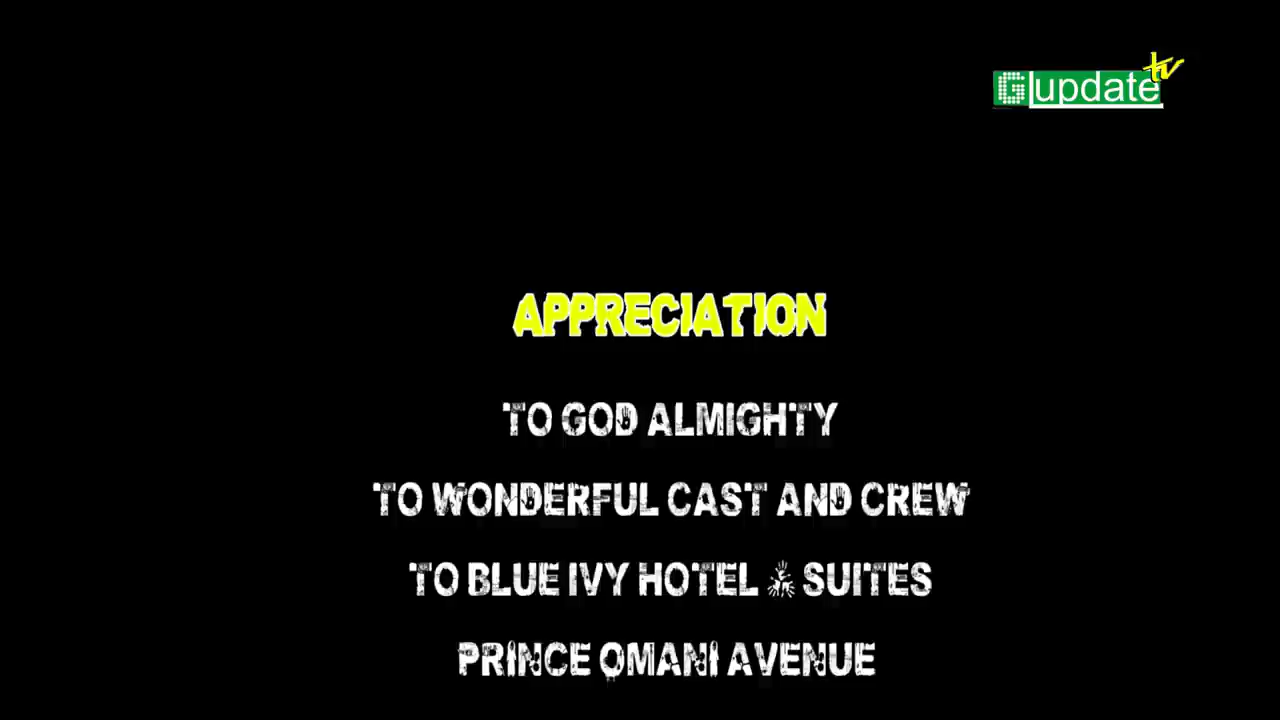 Gupdate tv
APPRECIATION
TO GOD ALMIGHTY
TO WONDERFUL CAST AND CREW
TO BLUE IVY HOTEL & SUITES
PRINCE OMANI AVENUE